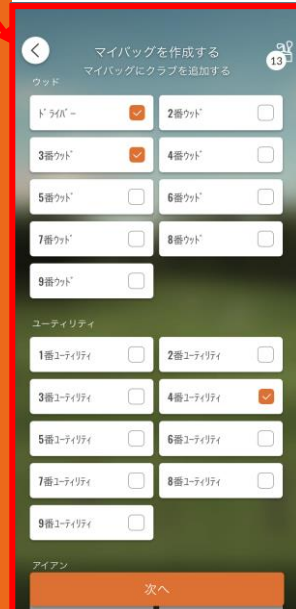 マイバッグを作成する
13
マイバッグにクラブを追加する
ウッド
ﾄﾞﾗｲﾊﾞｰ
2番ｳｯﾄﾞ
3番ｳｯﾄﾞ
4番ｳｯﾄﾞ
5番ｳｯﾄﾞ
6番ｳｯﾄﾞ
7番ｳｯﾄﾞ
8番ｳｯﾄﾞ
9番ｳｯﾄﾞ
ユーティリティ
1番ﾕｰﾃｨﾘﾃｨ
2番ﾕｰﾃｨﾘﾃｨ
3番ﾕｰﾃｨﾘﾃｨ
4番ﾕｰﾃｨﾘﾃｨ
5番ﾕｰﾃｨﾘﾃｨ
6番ﾕｰﾃｨﾘﾃｨ
7番ﾕｰﾃｨﾘﾃｨ
8番ﾕｰﾃｨﾘﾃｨ
9番ﾕｰﾃｨﾘﾃｨ
アイアン
次へ